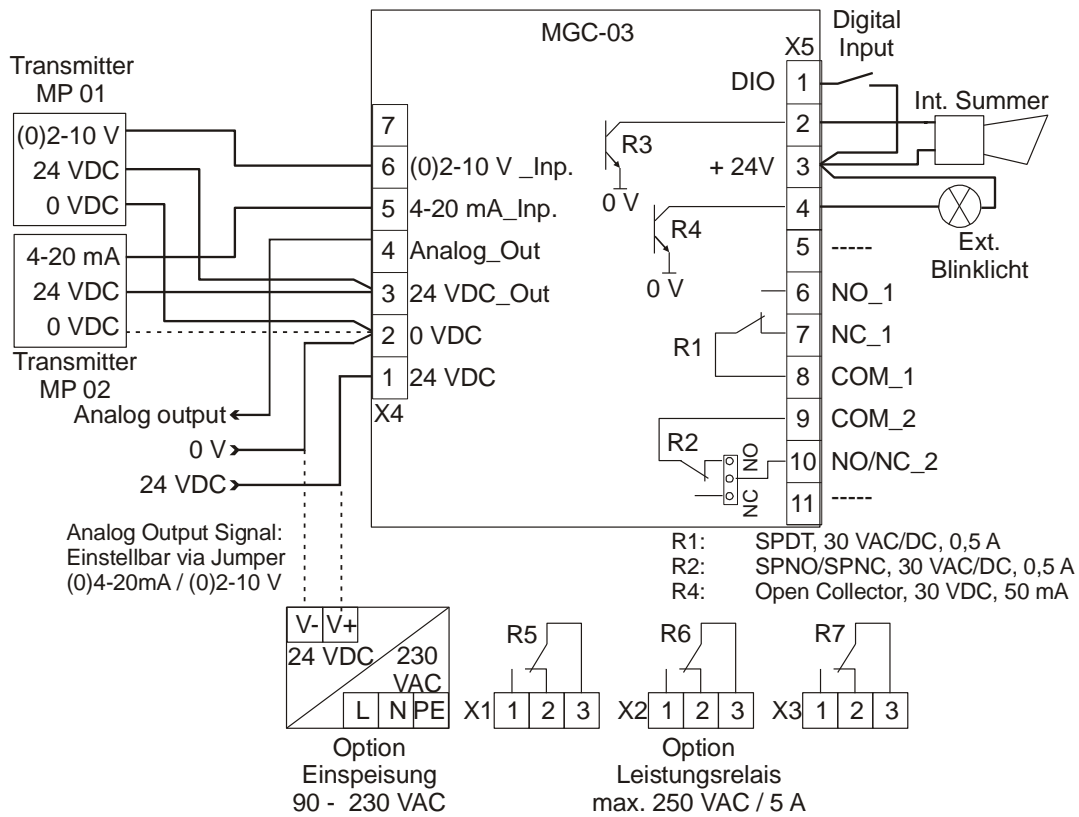 MGC-03
Digital
Input
X5
Transmitter
MP 01
(0)2-10 V
24 VDC
0 VDC
4-20 mA
24 VDC
0 VDC
Transmitter
MP 02
Analog output
0 V
24 VDC
7
6 (0)2-10 V _Inp.
5 4-20 mA_Inp.
4 Analog_Out
3 24 VDC_Out
2 0 VDC
1 24 VDC
X4
DIO 1
2
+ 24V 3
4
5 -----
6 NO_1
7 NC_1
8 COM_1
9 COM_2
10 NO/NC_2
11 -----
Int. Summer
Ext.
Blinklicht
R3
0 V
R4
0 V
R1
R2
NO
NC
Analog Output Signal:
Einstellbar via Jumper
(0)4-20mA / (0)2-10 V
R1: SPDT, 30 VAC/DC, 0,5 A
R2: SPNO/SPNC, 30 VAC/DC, 0,5 A
R4: Open Collector, 30 VDC, 50 mA
V- V+
24 VDC
230
VAC
L N PE
Option
Einspeisung
90 - 230 VAC
R5
X1 1 2 3
R6
X2 1 2 3
R7
X3 1 2 3
Option
Leistungsrelais
max. 250 VAC / 5 A